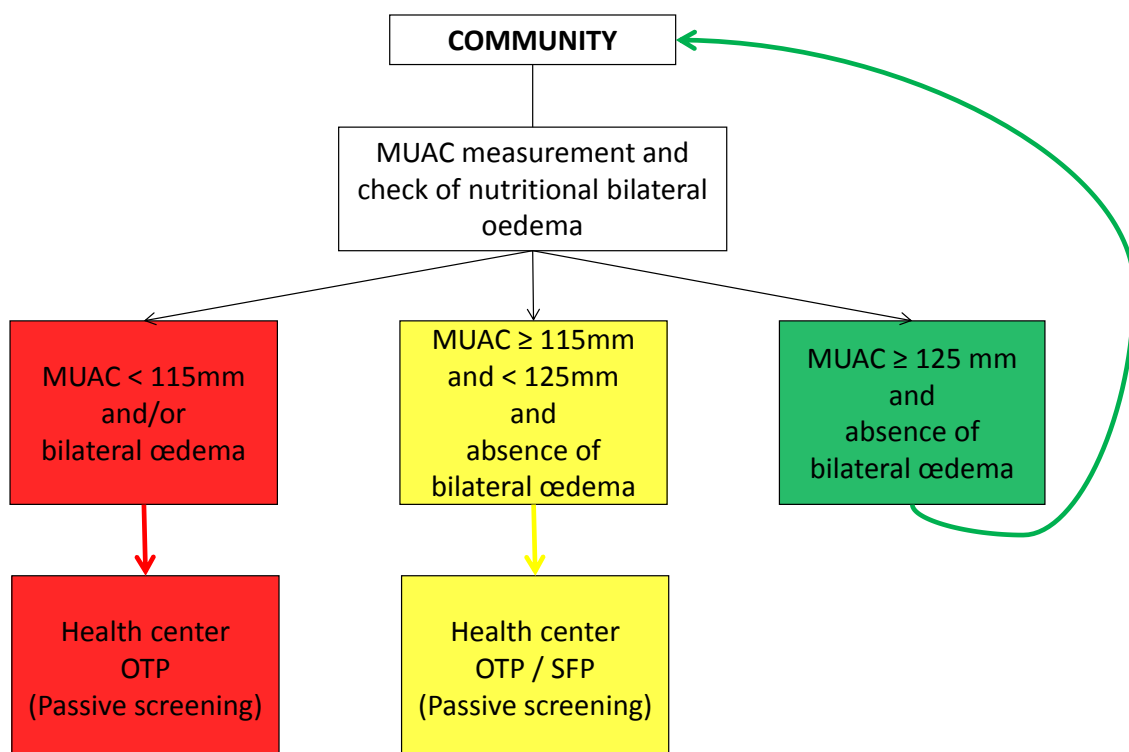 COMMUNITY
MUAC measurement and
check of nutritional bilateral
oedema
MUAC < 115mm
and/or
bilateral œdema
MUAC ≥ 115mm
and < 125mm
and
absence of
bilateral œdema
MUAC ≥ 125 mm
and
absence of
bilateral œdema
Health center
OTP
(Passive screening)
Health center
OTP / SFP
(Passive screening)